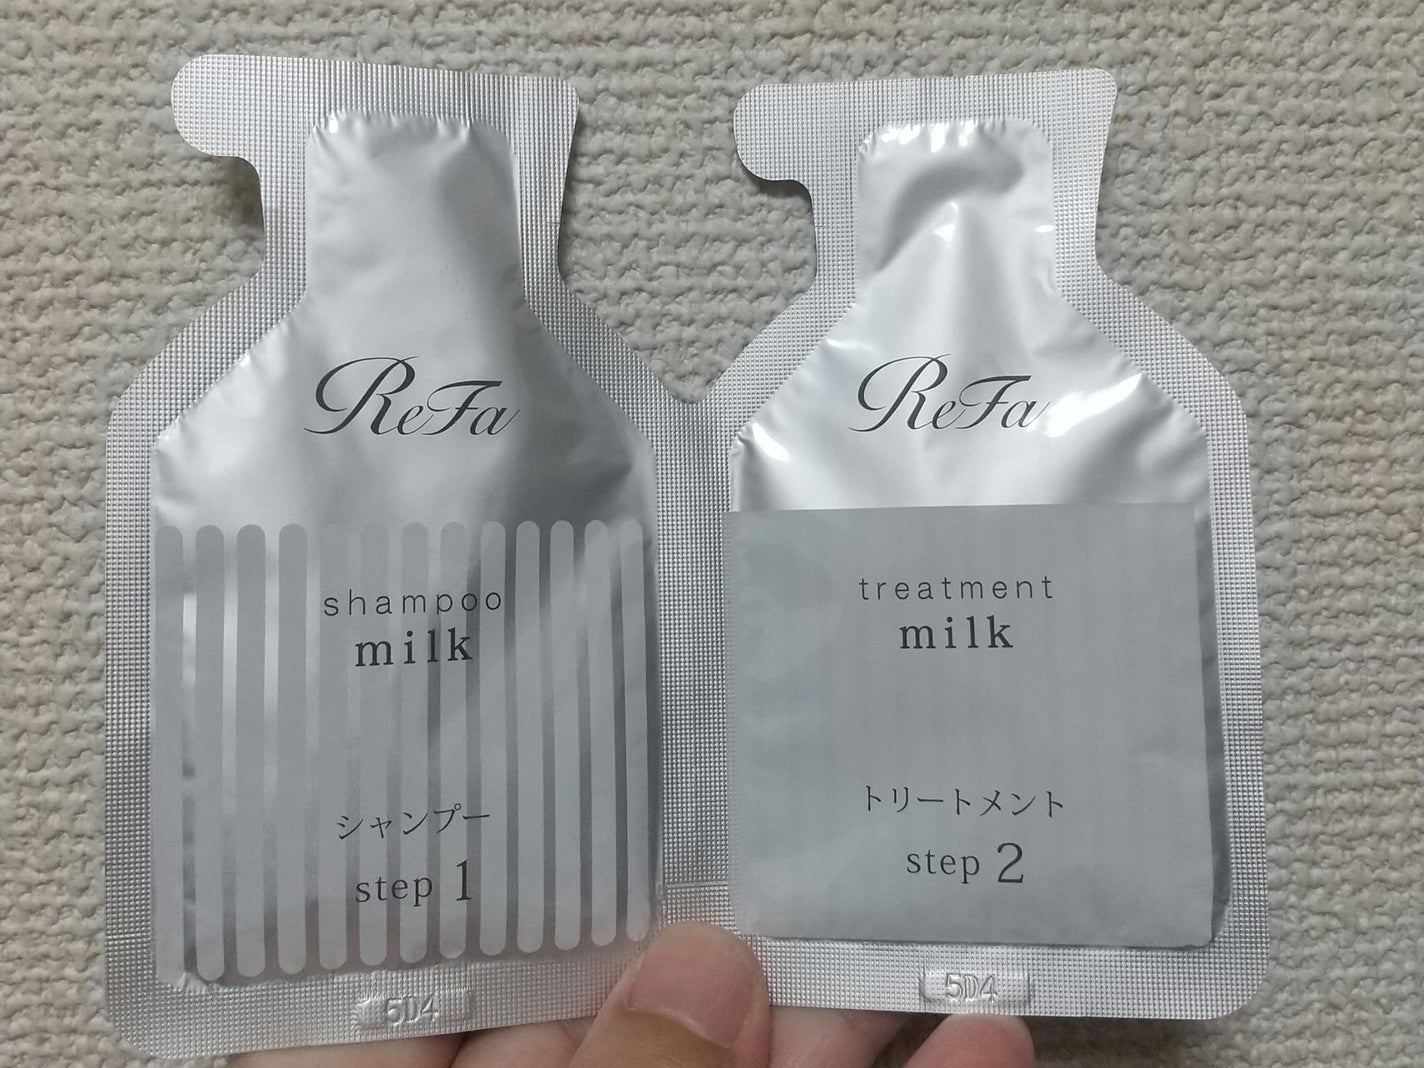 ReFa
shampoo
milk
シャンプー
step 1
5D4
ReFa
treatment
milk
トリートメント
step 2
5D4